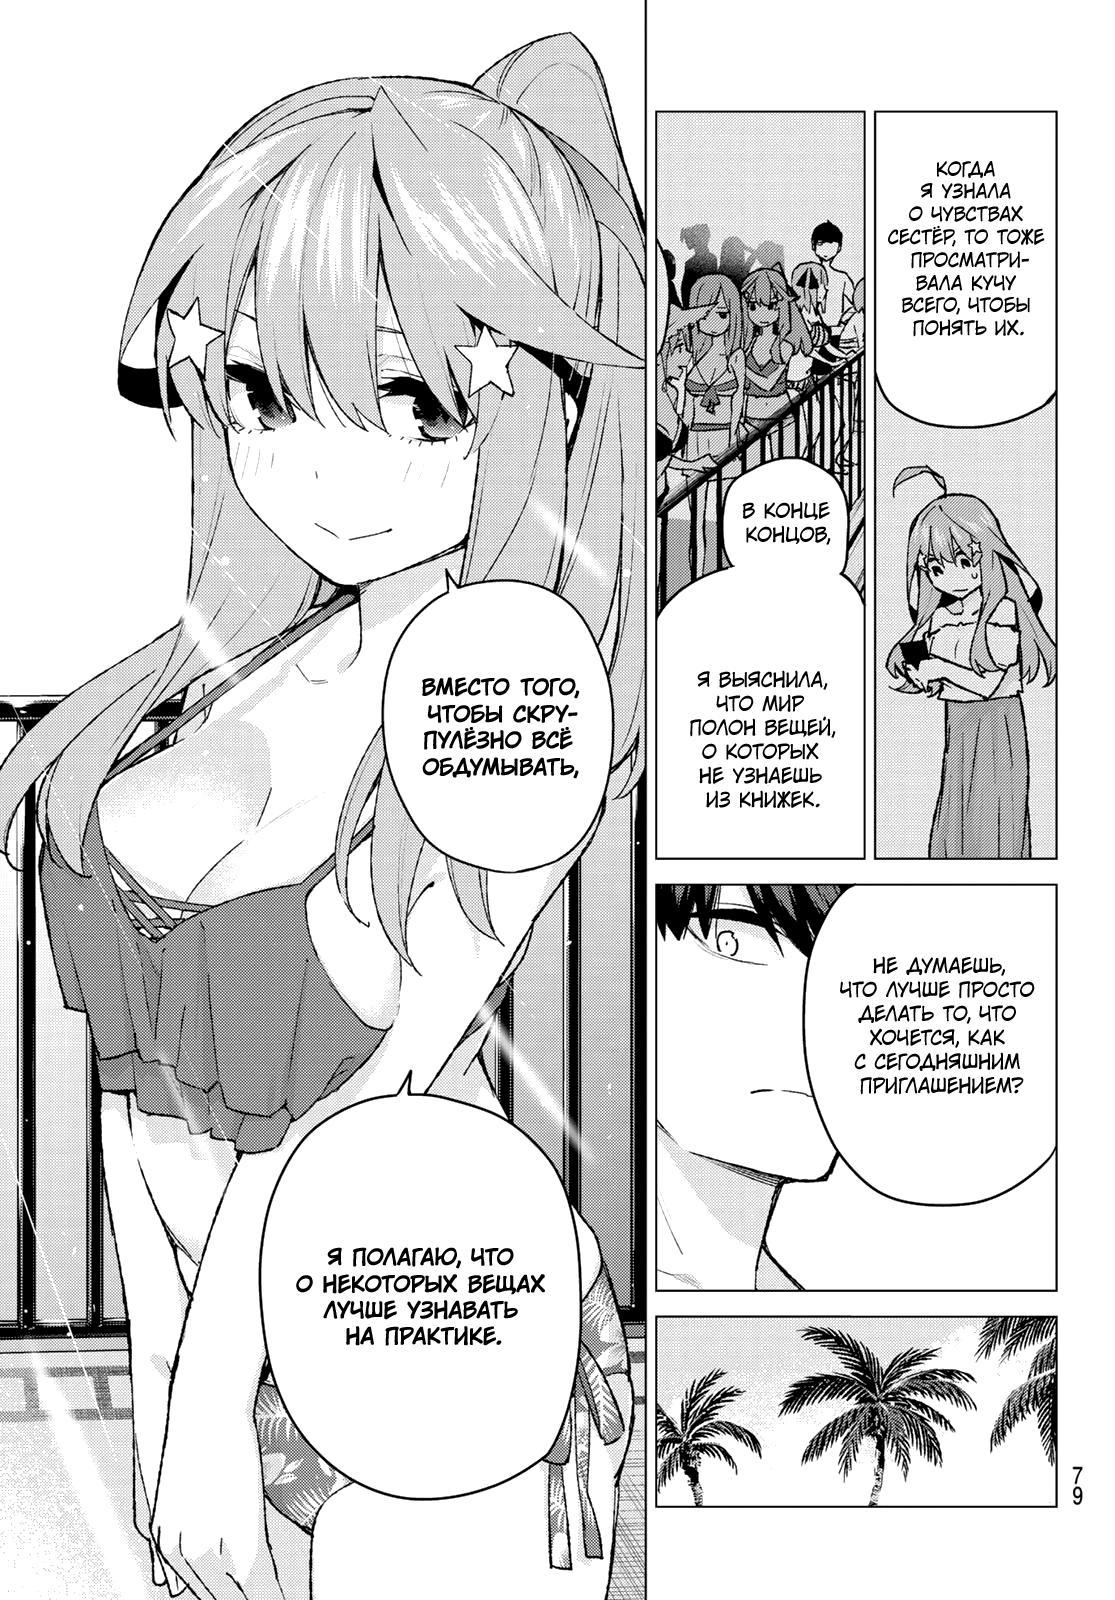 КОГДА
Я УЗНАЛА
О ЧУВСТВАХ
СЕСТЁР, ТО ТОЖЕ
ПРОСМАТРИ-
ВАЛА КУЧУ
ВСЕГО, ЧТОБЫ
ПОНЯТЬ ИХ.
В КОНЦЕ
КОНЦОВ,
Я ВЫЯСНИЛА,
ЧТО МИР
ПОЛОН ВЕЩЕЙ,
О КОТОРЫХ
НЕ УЗНАЕШЬ
ИЗ КНИЖЕК.
НЕ ДУМАЕШЬ,
ЧТО ЛУЧШЕ ПРОСТО
ДЕЛАТЬ ТО, ЧТО
ХОЧЕТСЯ, КАК
С СЕГОДНЯШНИМ
ПРИГЛАШЕНИЕМ?
ВМЕСТО ТОГО,
ЧТОБЫ СКРУ-
ПУЛЁЗНО ВСЁ
ОБДУМЫВАТЬ,
Я ПОЛАГАЮ, ЧТО
О НЕКОТОРЫХ ВЕЩАХ
ЛУЧШЕ УЗНАВАТЬ
НА ПРАКТИКЕ.
79